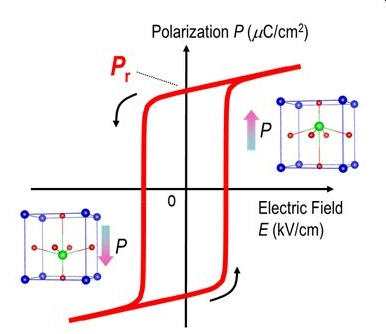 Polarization P (μC/cm²)
Pr
P
0
Electric Field
E (kV/cm)
P